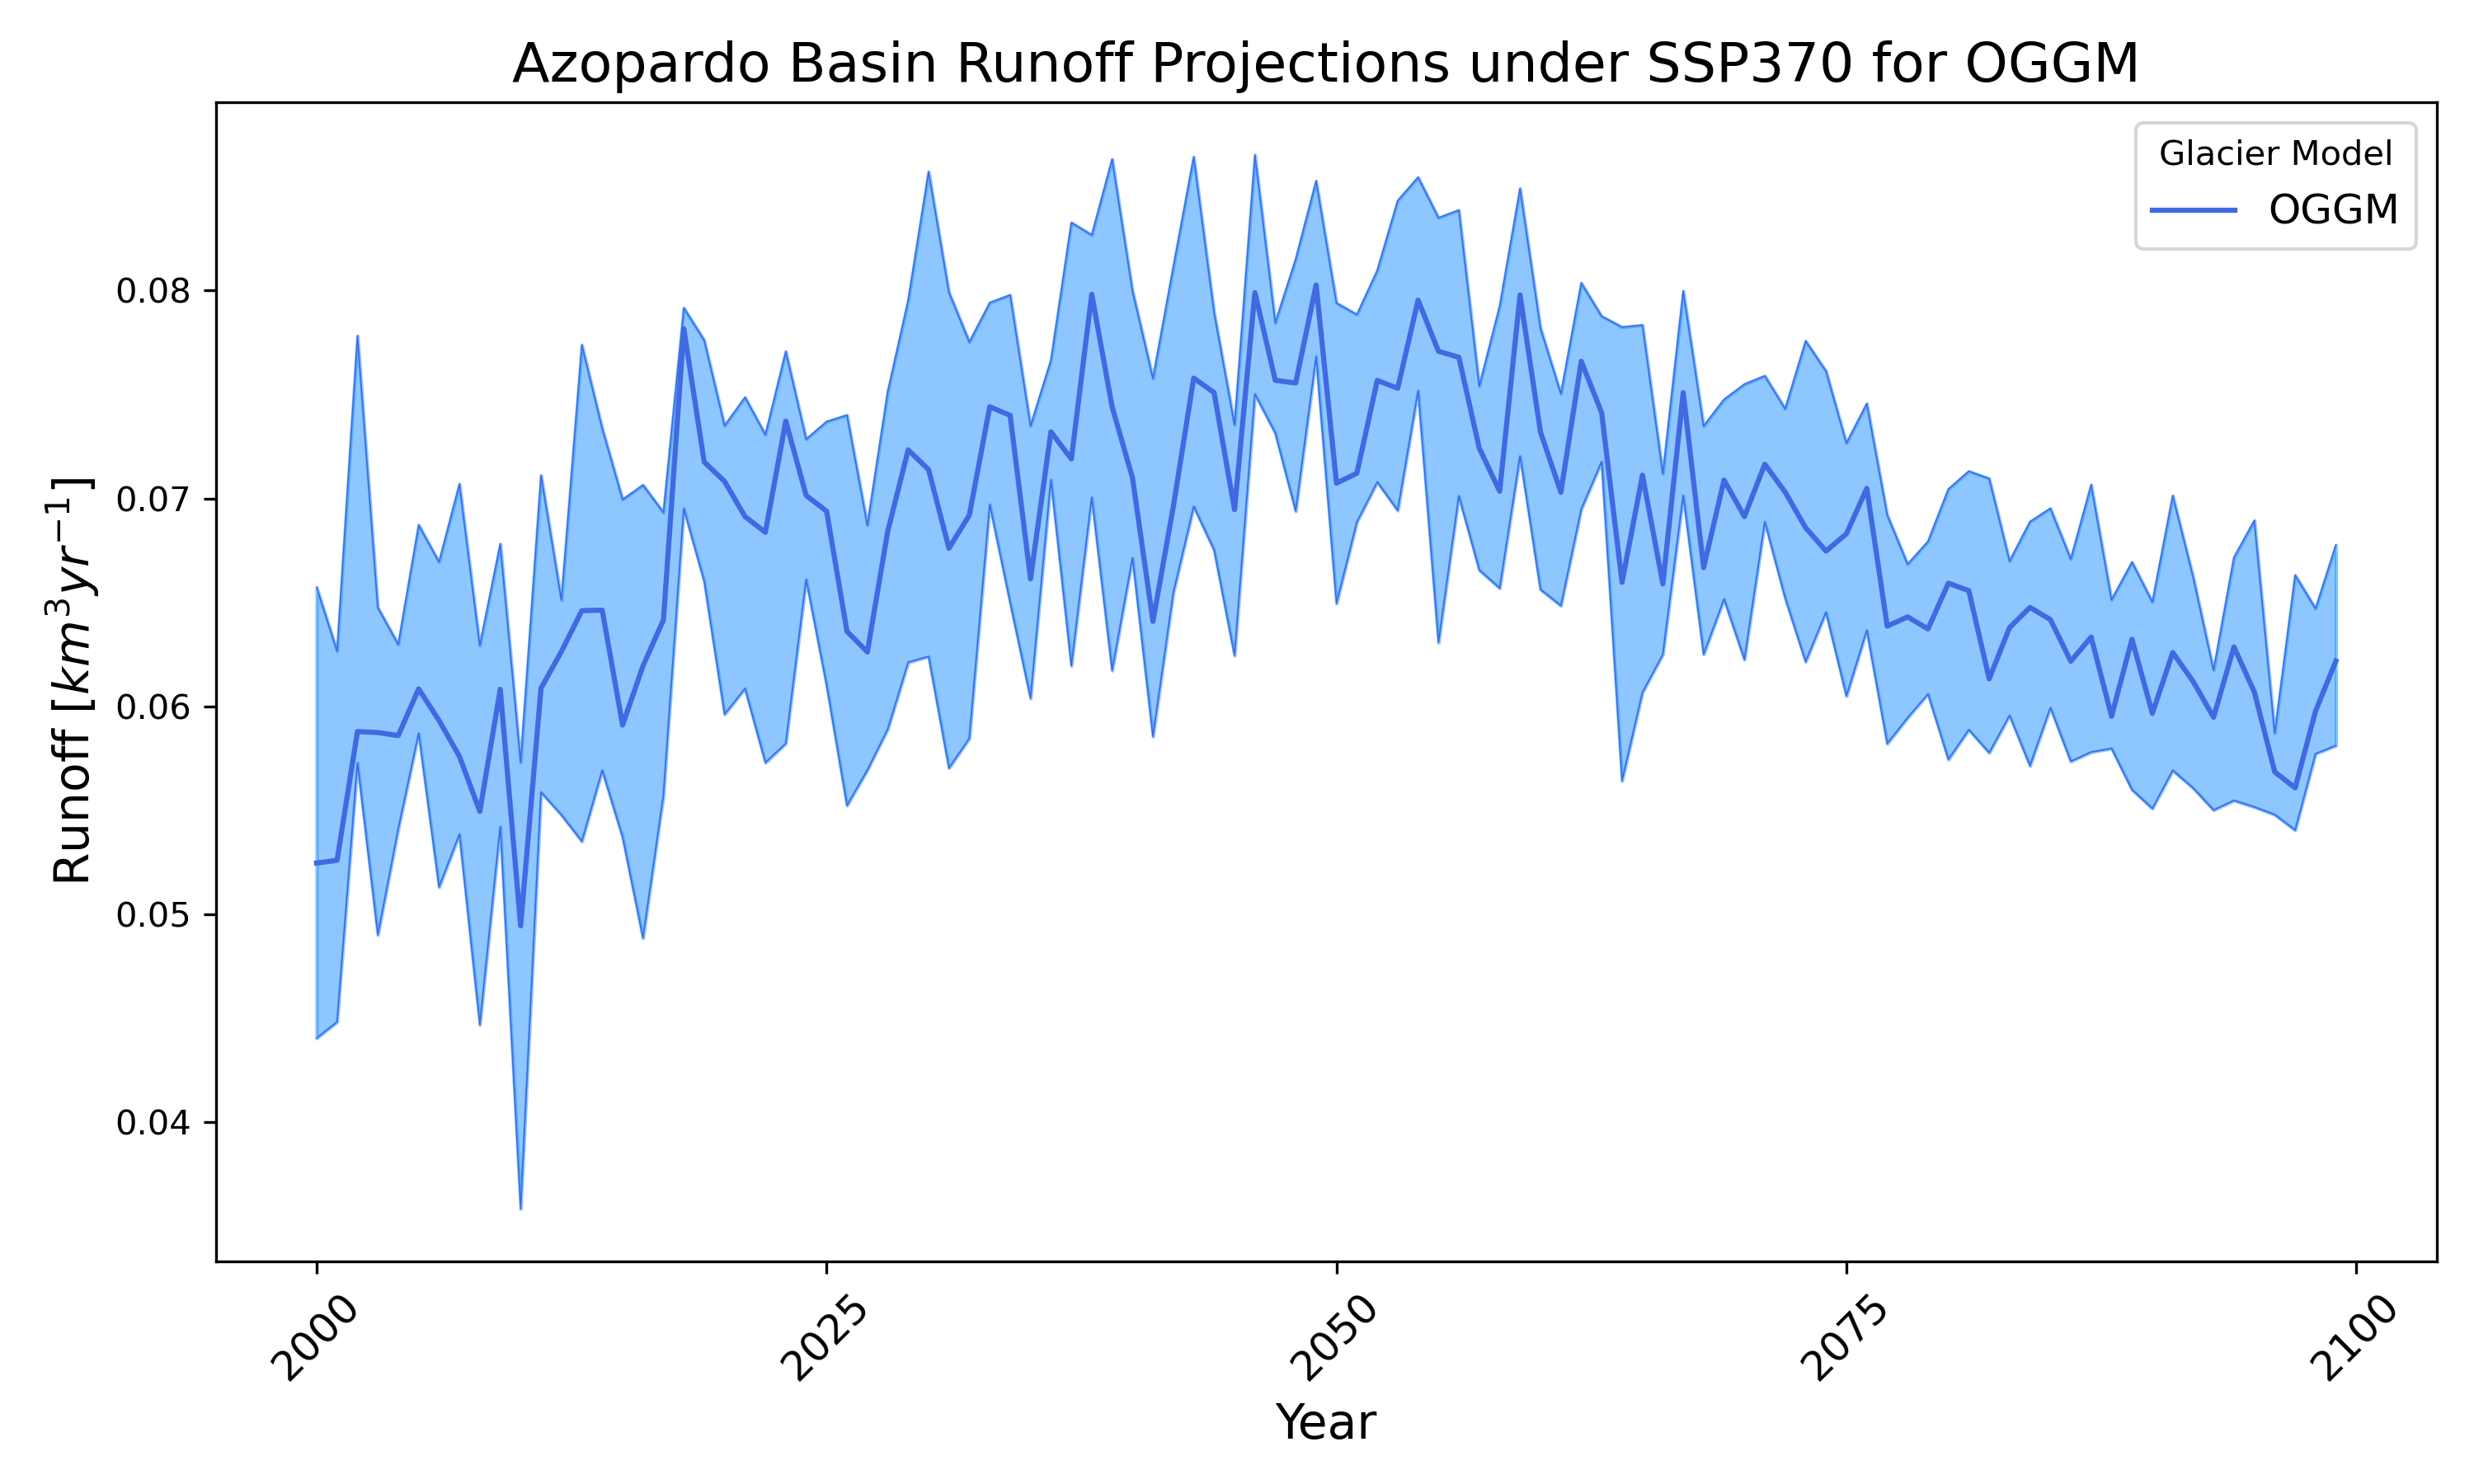 Azopardo Basin Runoff Projections under SSP370 for OGGM
Glacier Model
OGGM
Runoff [km³yr⁻¹]
0.08
0.07
0.06
0.05
0.04
2000
2025
2050
2075
2100
Year